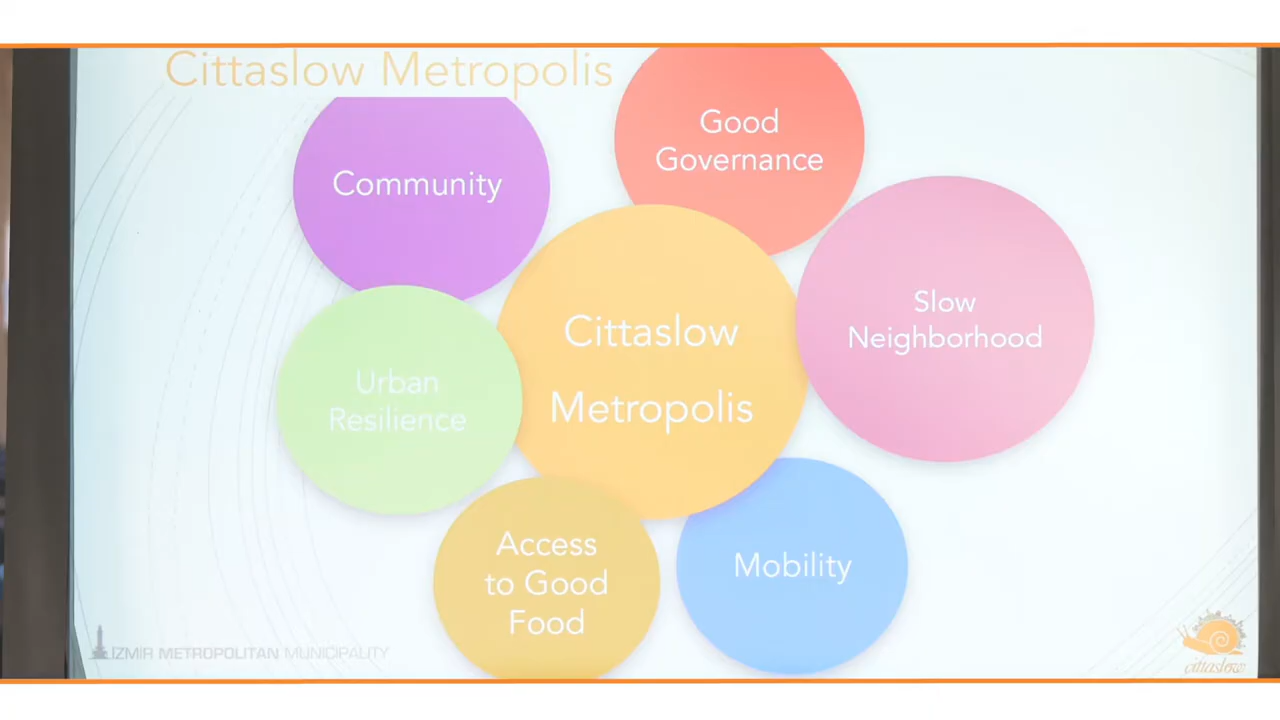 Cittaslow Metropolis
Good
Governance
Community
Slow
Neighborhood
Cittaslow
Metropolis
Urban
Resilience
Access
to Good
Food
Mobility
İZMİR METROPOLITAN MUNICIPALITY
cittaslow